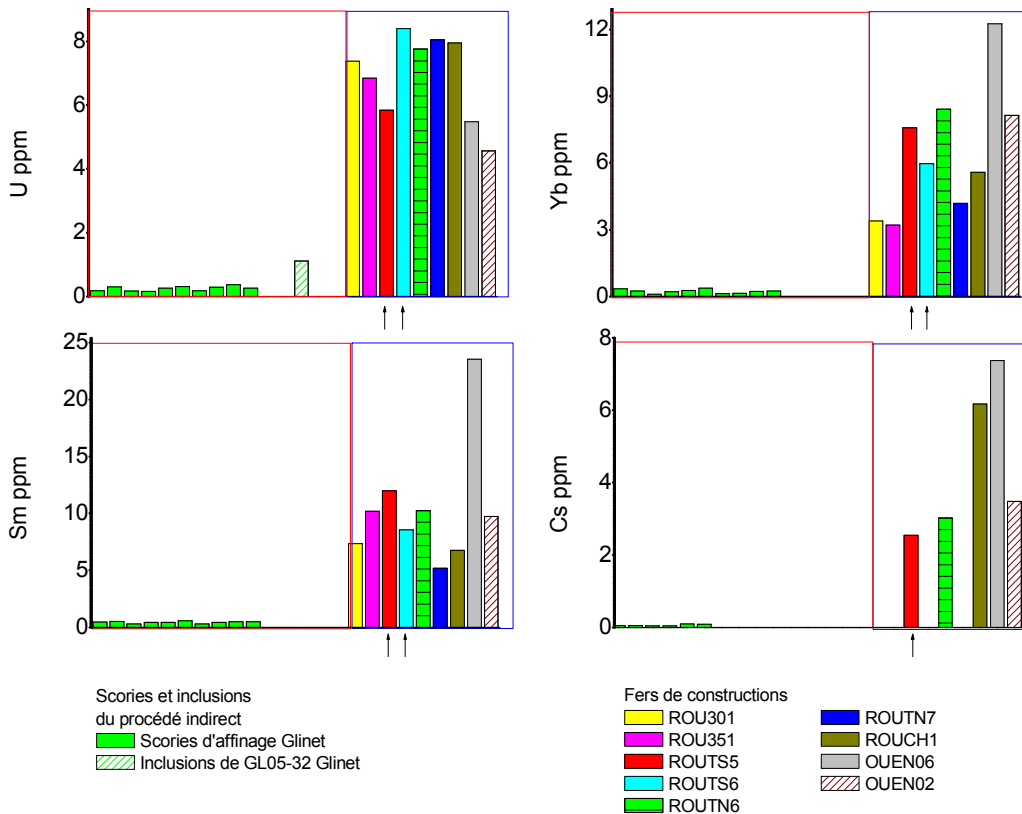 8
6
4
2
0
U ppm
12
9
6
3
0
Yb ppm
25
20
15
10
5
0
Sm ppm
8
6
4
2
0
Cs ppm
Scories et inclusions
du procédé indirect
Scories d'affinage Glinet
Inclusions de GL05-32 Glinet
Fers de constructions
ROU301
ROU351
ROUTS5
ROUTS6
ROUTN6
ROUTN7
ROUCH1
OUEN06
OUEN02